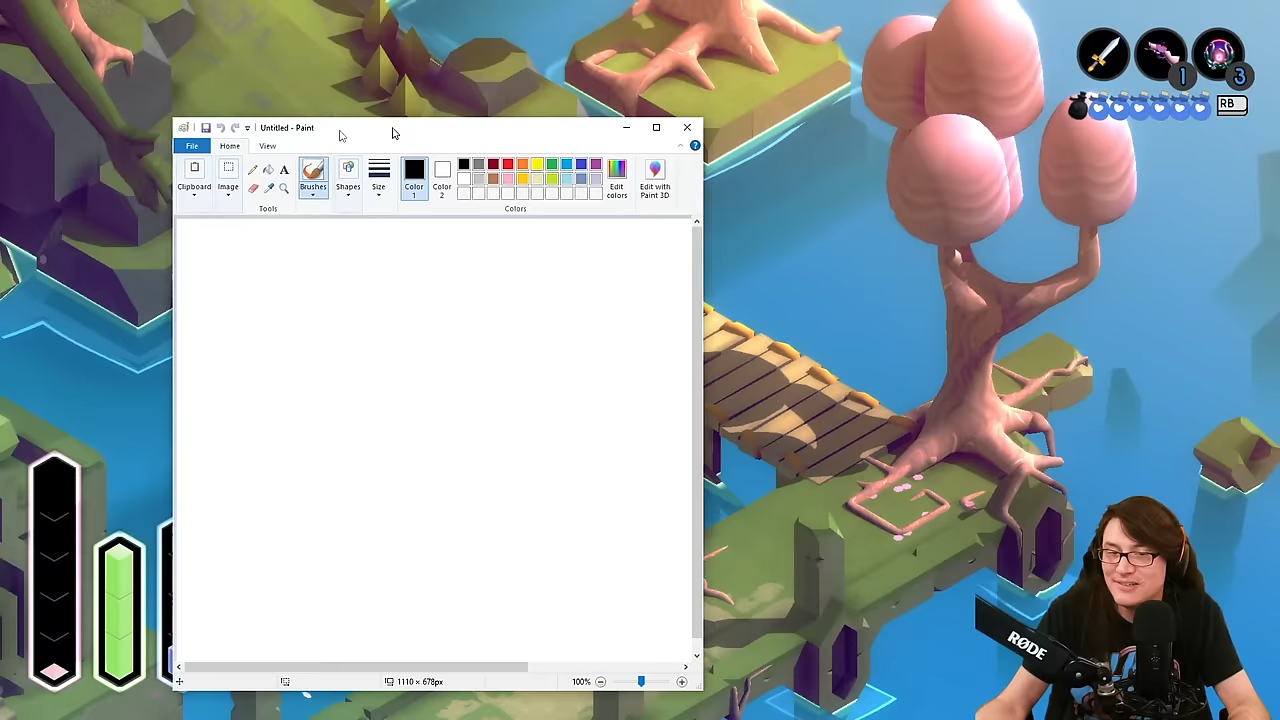 Untitled - Paint
File
Home
View
Clipboard
Image
A
Brushes
Shapes
Size
Color 1
Color 2
Edit colors
Edit with Paint 3D
Tools
Colors
1110 × 678px
100%
1
3
RB
RØDE